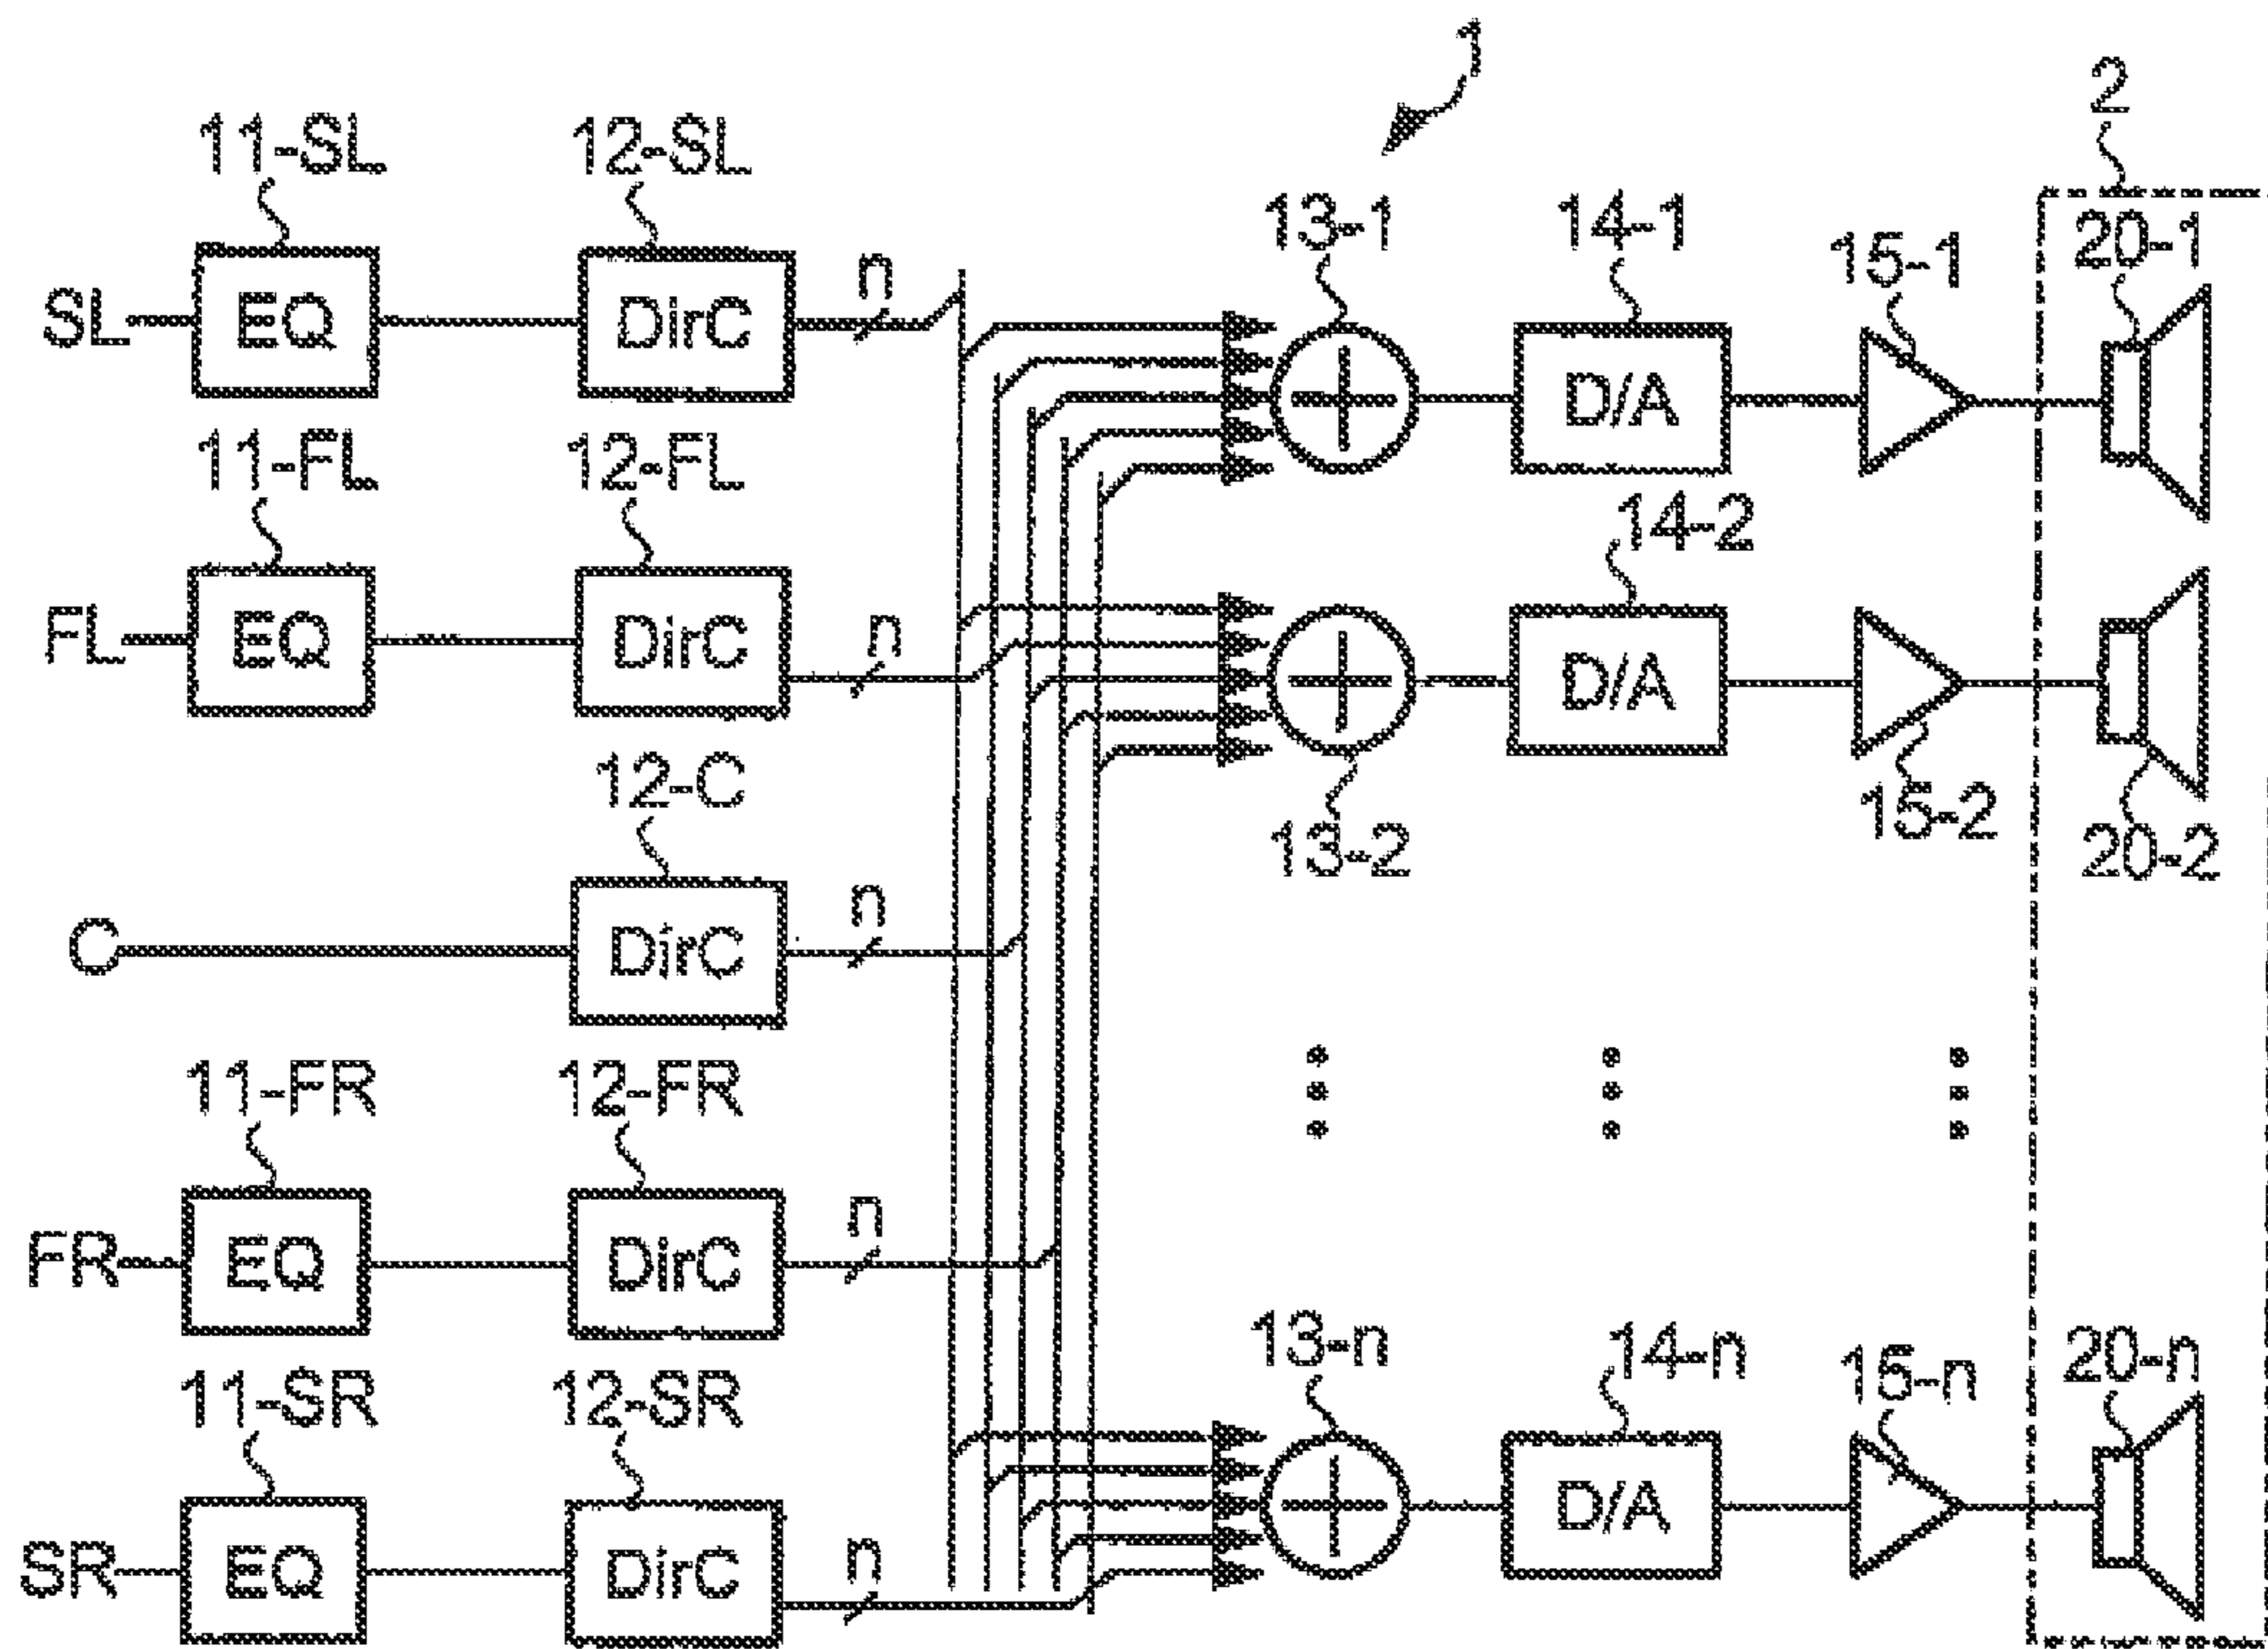 1
2
11-SL 12-SL 13-1 14-1 15-1 20-1
SL EQ DirC n D/A
11-FL 12-FL 14-2
FL EQ DirC n D/A
12-C 13-2 15-2 20-2
C DirC n
11-FR 12-FR
FR EQ DirC n
13-n 14-n 15-n 20-n
11-SR 12-SR
SR EQ DirC n D/A